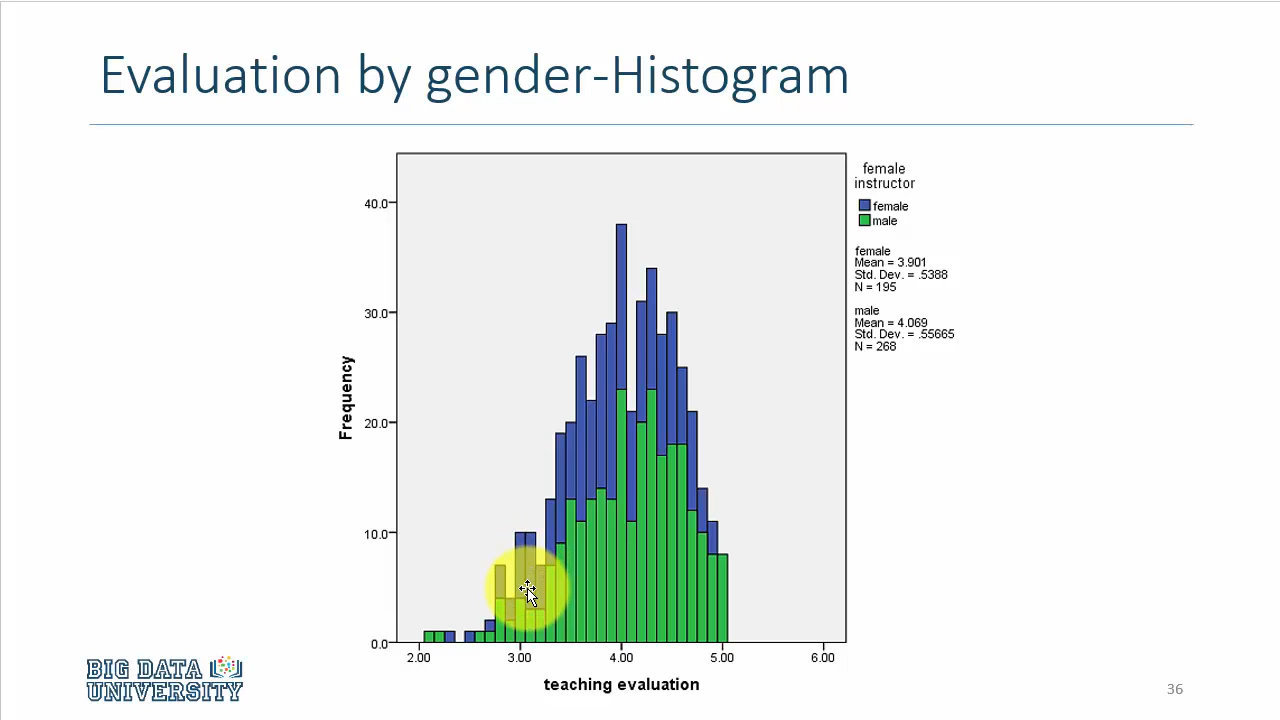 Evaluation by gender-Histogram
female
instructor
female
male
female
Mean = 3.901
Std. Dev. = .5388
N = 195
male
Mean = 4.069
Std. Dev. = .55665
N = 268
40.0
30.0
20.0
10.0
0.0
Frequency
2.00 3.00 4.00 5.00 6.00
teaching evaluation
BIG DATA
UNIVERSITY
36